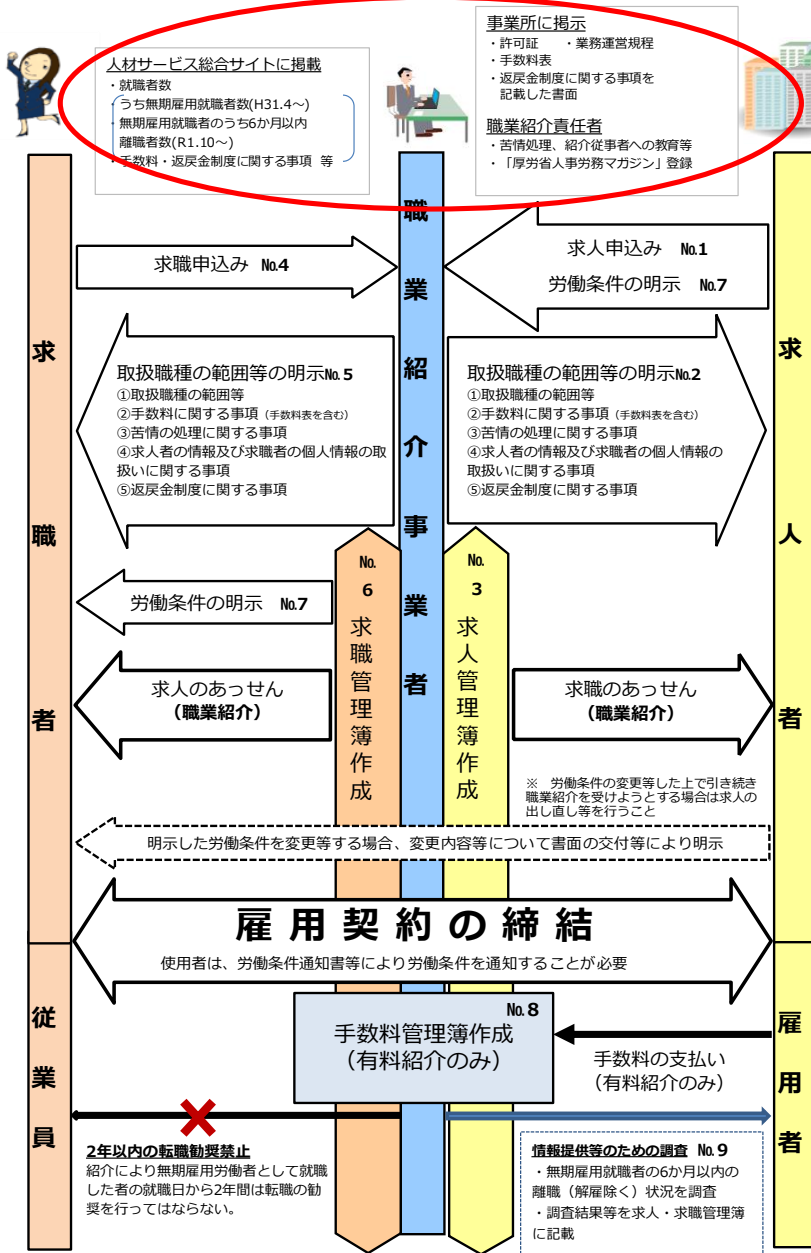 人材サービス総合サイトに掲載
・就職者数
・うち無期雇用就職者数(H31.4～)
・無期雇用就職者のうち6か月以内
離職者数(R1.10～)
・手数料・返戻金制度に関する事項 等
事業所に掲示
・許可証 ・業務運営規程
・手数料表
・返戻金制度に関する事項を
記載した書面
職業紹介責任者
・苦情処理、紹介従事者への教育等
・「厚労省人事労務マガジン」登録
求職者
職業紹介事業者
求人者
求職申込み №4
求人申込み №1
労働条件の明示 №7
取扱職種の範囲等の明示№5
①取扱職種の範囲等
②手数料に関する事項（手数料表を含む）
③苦情の処理に関する事項
④求人者の情報及び求職者の個人情報の取
扱いに関する事項
⑤返戻金制度に関する事項
取扱職種の範囲等の明示№2
①取扱職種の範囲等
②手数料に関する事項（手数料表を含む）
③苦情の処理に関する事項
④求人者の情報及び求職者の個人情報の
取扱いに関する事項
⑤返戻金制度に関する事項
№6 求職管理簿作成
№3 求人管理簿作成
労働条件の明示 №7
求人のあっせん
（職業紹介）
求職のあっせん
（職業紹介）
※ 労働条件の変更等した上で引き続き
職業紹介を受けようとする場合は求人の
出し直し等を行うこと
明示した労働条件を変更等する場合、変更内容等について書面の交付等により明示
雇用契約の締結
使用者は、労働条件通知書等により労働条件を通知することが必要
従業員
雇用者
№8
手数料管理簿作成
（有料紹介のみ）
手数料の支払い
（有料紹介のみ）
2年以内の転職勧奨禁止
紹介により無期雇用労働者として就職
した者の就職日から2年間は転職の勧
奨を行ってはならない。
情報提供等のための調査 №9
・無期雇用就職者の6か月以内の
離職（解雇除く）状況を調査
・調査結果等を求人・求職管理簿
に記載